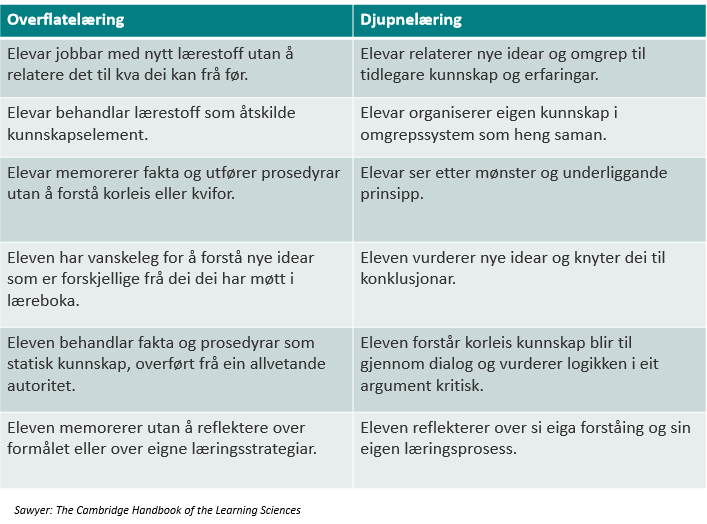 Overflatelæring
Djupnelæring
Elevar jobbar med nytt lærestoff utan å
relatere det til kva dei kan frå før.
Elevar relaterer nye idear og omgrep til
tidlegare kunnskap og erfaringar.
Elevar behandlar lærestoff som åtskilde
kunnskapselement.
Elevar organiserer eigen kunnskap i
omgrepssystem som heng saman.
Elevar memorerer fakta og utfører prosedyrar
utan å forstå korleis eller kvifor.
Elevar ser etter mønster og underliggande
prinsipp.
Eleven har vanskeleg for å forstå nye idear
som er forskjellige frå dei dei har møtt i
læreboka.
Eleven vurderer nye idear og knyter dei til
konklusjonar.
Eleven behandlar fakta og prosedyrar som
statisk kunnskap, overført frå ein allvetande
autoritet.
Eleven forstår korleis kunnskap blir til
gjennom dialog og vurderer logikken i eit
argument kritisk.
Eleven memorerer utan å reflektere over
formålet eller over eigne læringsstrategiar.
Eleven reflekterer over si eiga forståing og sin
eigen læringsprosess.
Sawyer: The Cambridge Handbook of the Learning Sciences